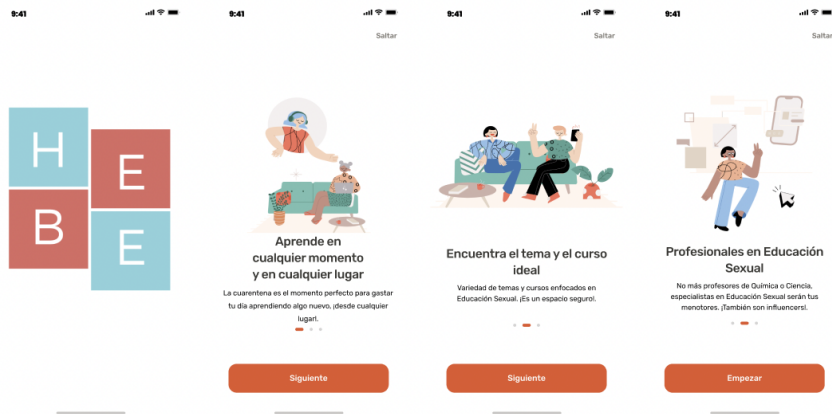 9:41
H
E
B
E
9:41
Saltar
Aprende en
cualquier momento
y en cualquier lugar
La cuarentena es el momento perfecto para gastar
tu día aprendiendo algo nuevo, ¡desde cualquier
lugar!.
Siguiente
9:41
Saltar
Encuentra el tema y el curso
ideal
Variedad de temas y cursos enfocados en
Educación Sexual. ¡Es un espacio seguro!.
Siguiente
9:41
Saltar
Profesionales en Educación
Sexual
No más profesores de Química o Ciencia,
especialistas en Educación Sexual serán tus
menotores. ¡También son influencers!.
Empezar